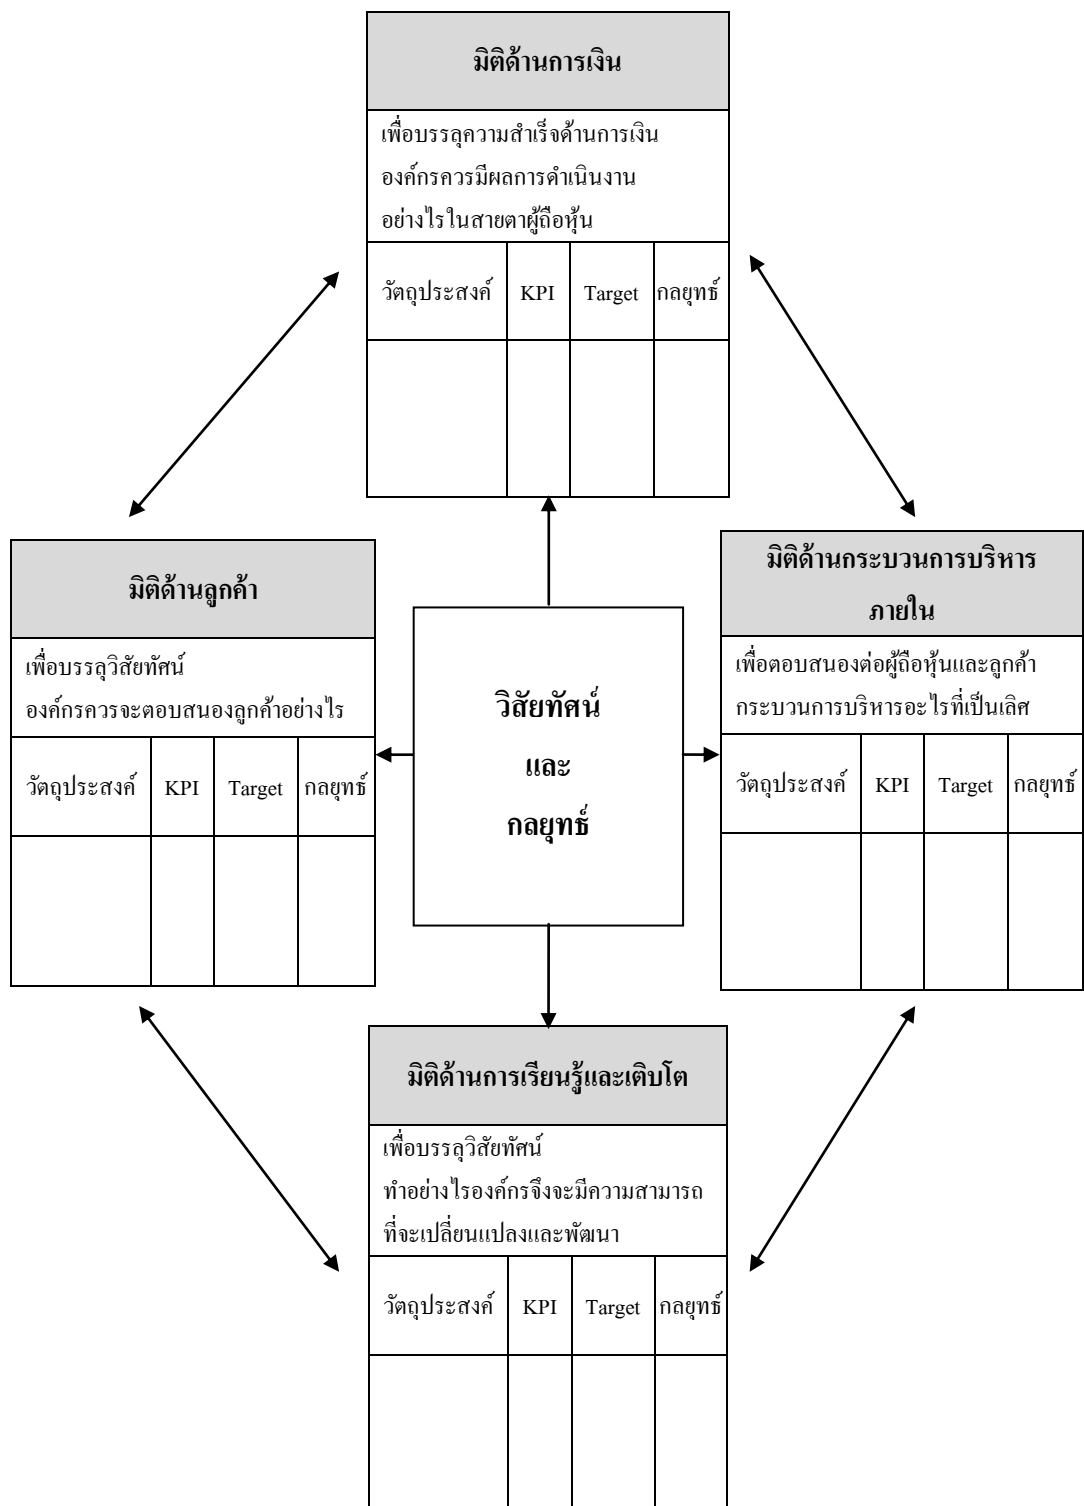 มิติด้านการเงิน
เพื่อบรรลุความสำเร็จด้านการเงิน
องค์กรควรมีผลการดำเนินงาน
อย่างไรในสายตาผู้ถือหุ้น
วัตถุประสงค์ KPI Target กลยุทธ์
มิติด้านลูกค้า
เพื่อบรรลุวิสัยทัศน์
องค์กรควรจะตอบสนองลูกค้าอย่างไร
วัตถุประสงค์ KPI Target กลยุทธ์
วิสัยทัศน์
และ
กลยุทธ์
มิติด้านกระบวนการบริหาร
ภายใน
เพื่อตอบสนองต่อผู้ถือหุ้นและลูกค้า
กระบวนการบริหารอะไรที่เป็นเลิศ
วัตถุประสงค์ KPI Target กลยุทธ์
มิติด้านการเรียนรู้และเติบโต
เพื่อบรรลุวิสัยทัศน์
ทำอย่างไรองค์กรจึงจะมีความสามารถ
ที่จะเปลี่ยนแปลงและพัฒนา
วัตถุประสงค์ KPI Target กลยุทธ์